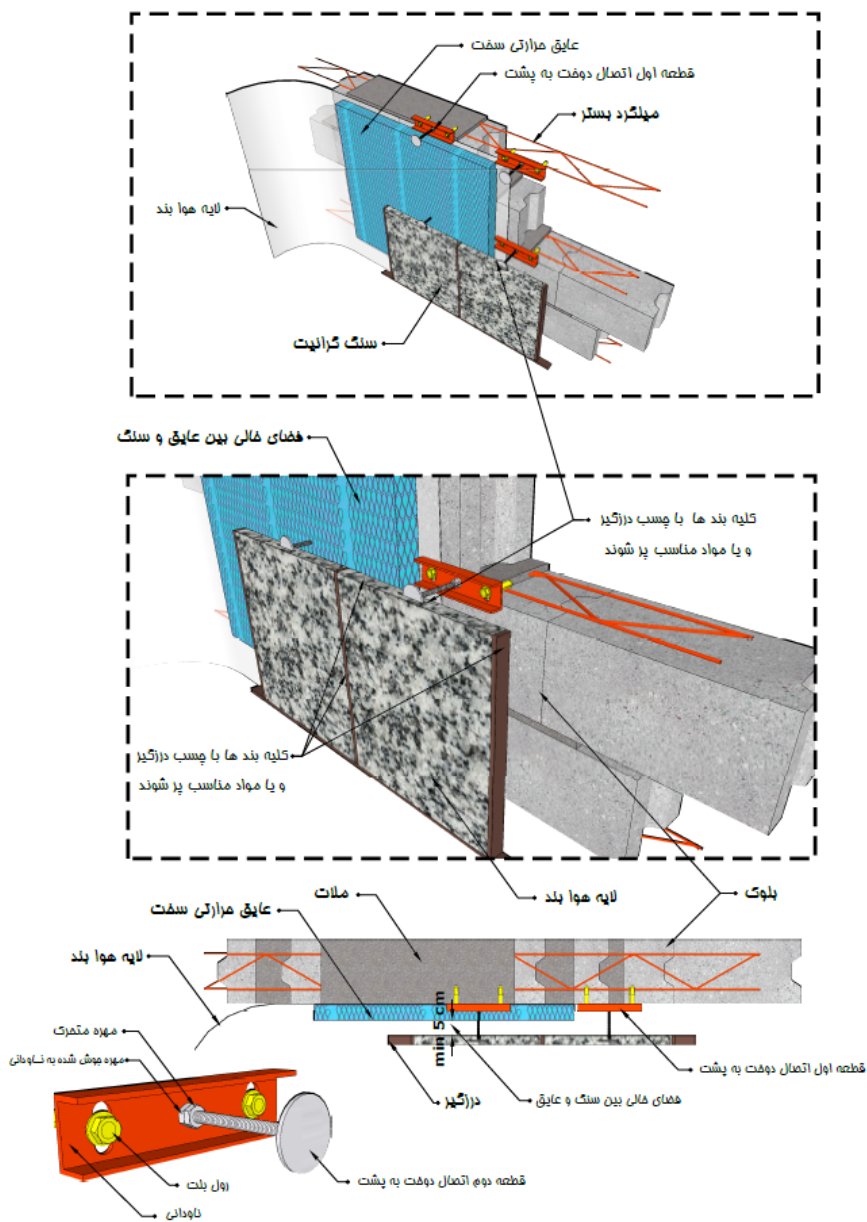 عایق حرارتی سخت
قطعه اول اتصال دوخت به پشت
میلگرد بستر
لایه هوا بند
سنگ گرانیت
فضای خالی بین عایق و سنگ
کلیه بند ها با چسب درزگیر
و یا مواد مناسب پر شوند
کلیه بند ها با چسب درزگیر
و یا مواد مناسب پر شوند
لایه هوا بند
بلوک
ملات
عایق حرارتی سخت
لایه هوا بند
min 5 cm
مهره متحرک
مهره جوش شده به ناودانی
قطعه اول اتصال دوخت به پشت
فضای خالی بین سنگ و عایق
درزگیر
قطعه دوم اتصال دوخت به پشت
رول بلت
ناودانی